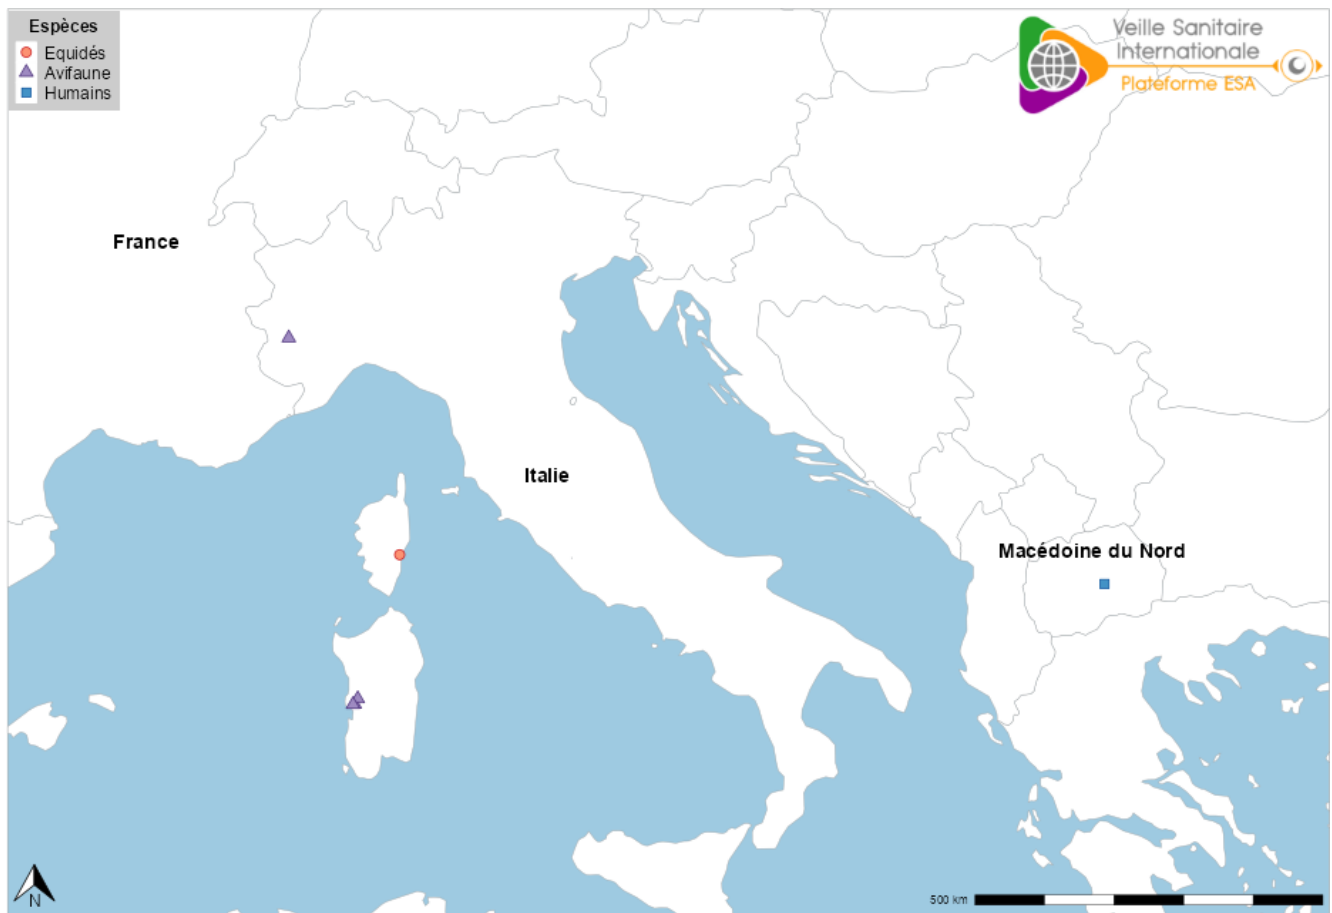 Espèces
Equidés
Avifaune
Humains
Veille Sanitaire
Internationale
Plateforme ESA
France
Italie
Macédoine du Nord
N
500 km